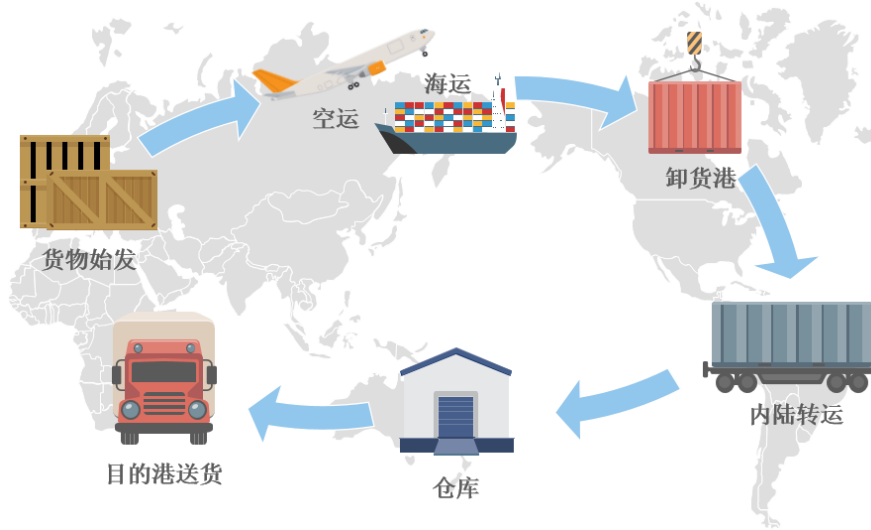 货物始发
空运
海运
卸货港
内陆转运
仓库
目的港送货